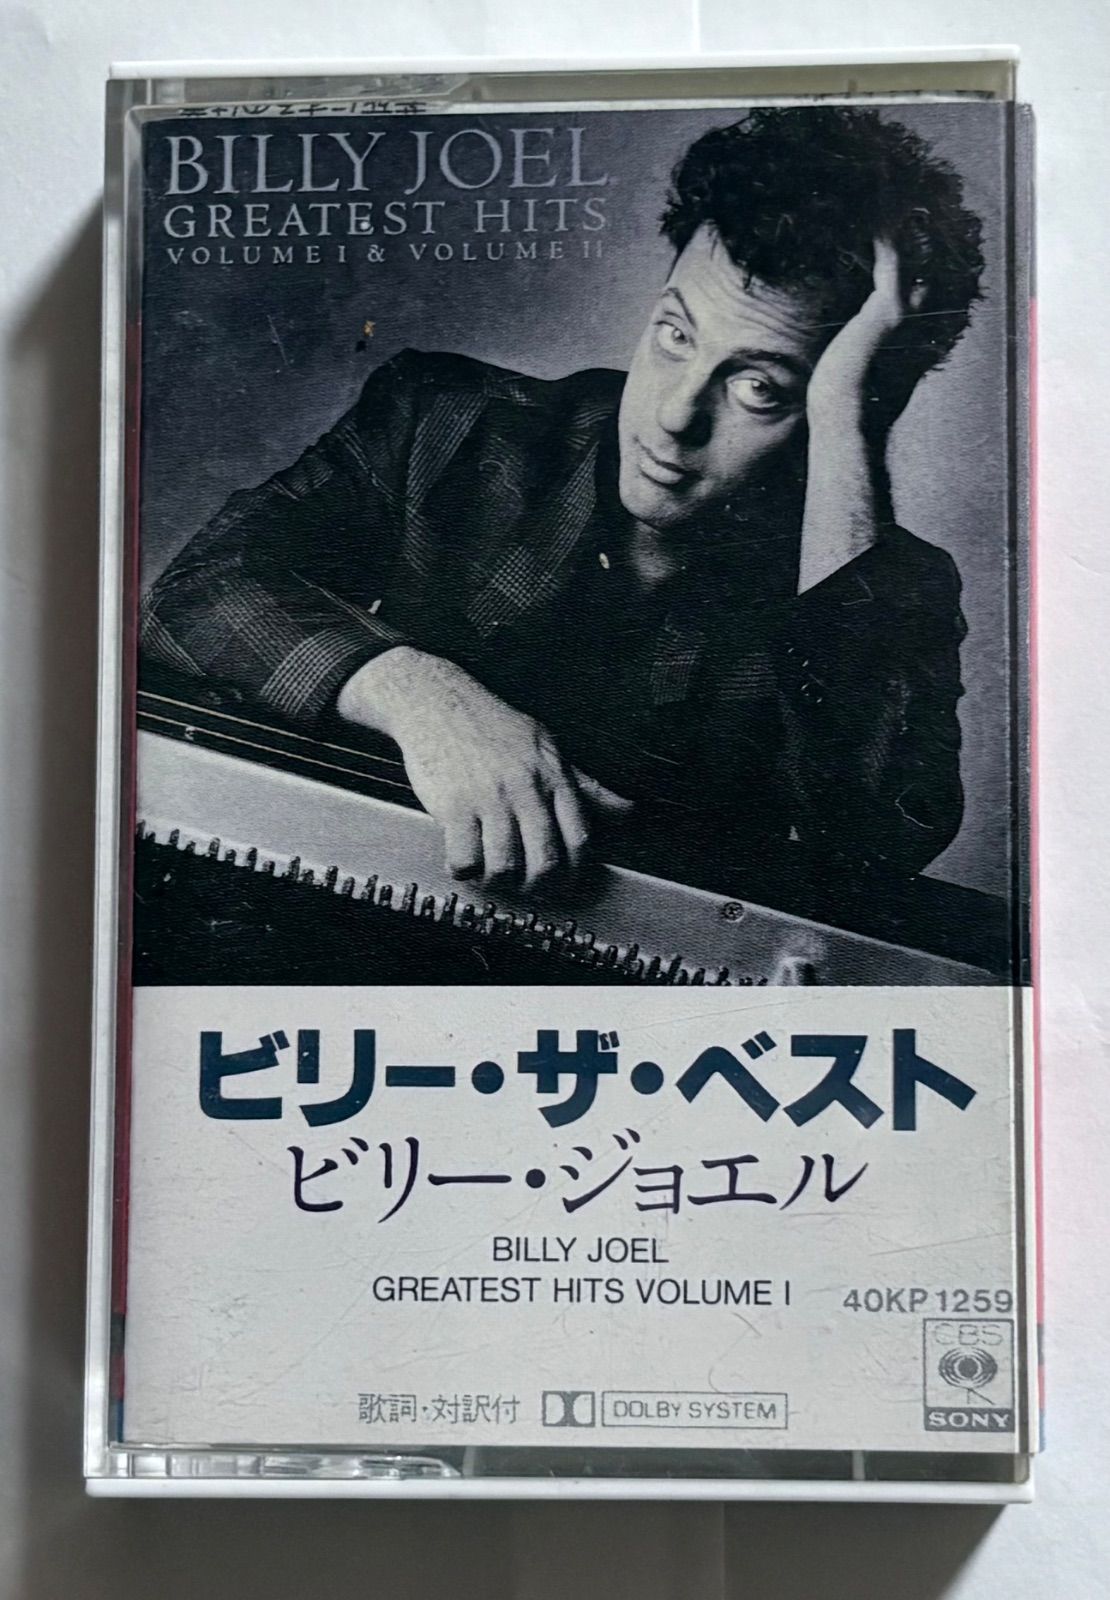 BILLY JOEL
GREATEST HITS
VOLUME I & VOLUME II
ビリー・ザ・ベスト
ビリー・ジョエル
BILLY JOEL
GREATEST HITS VOLUME I
40KP 1259
CBS
SONY
歌詞・対訳付 DOLBY SYSTEM